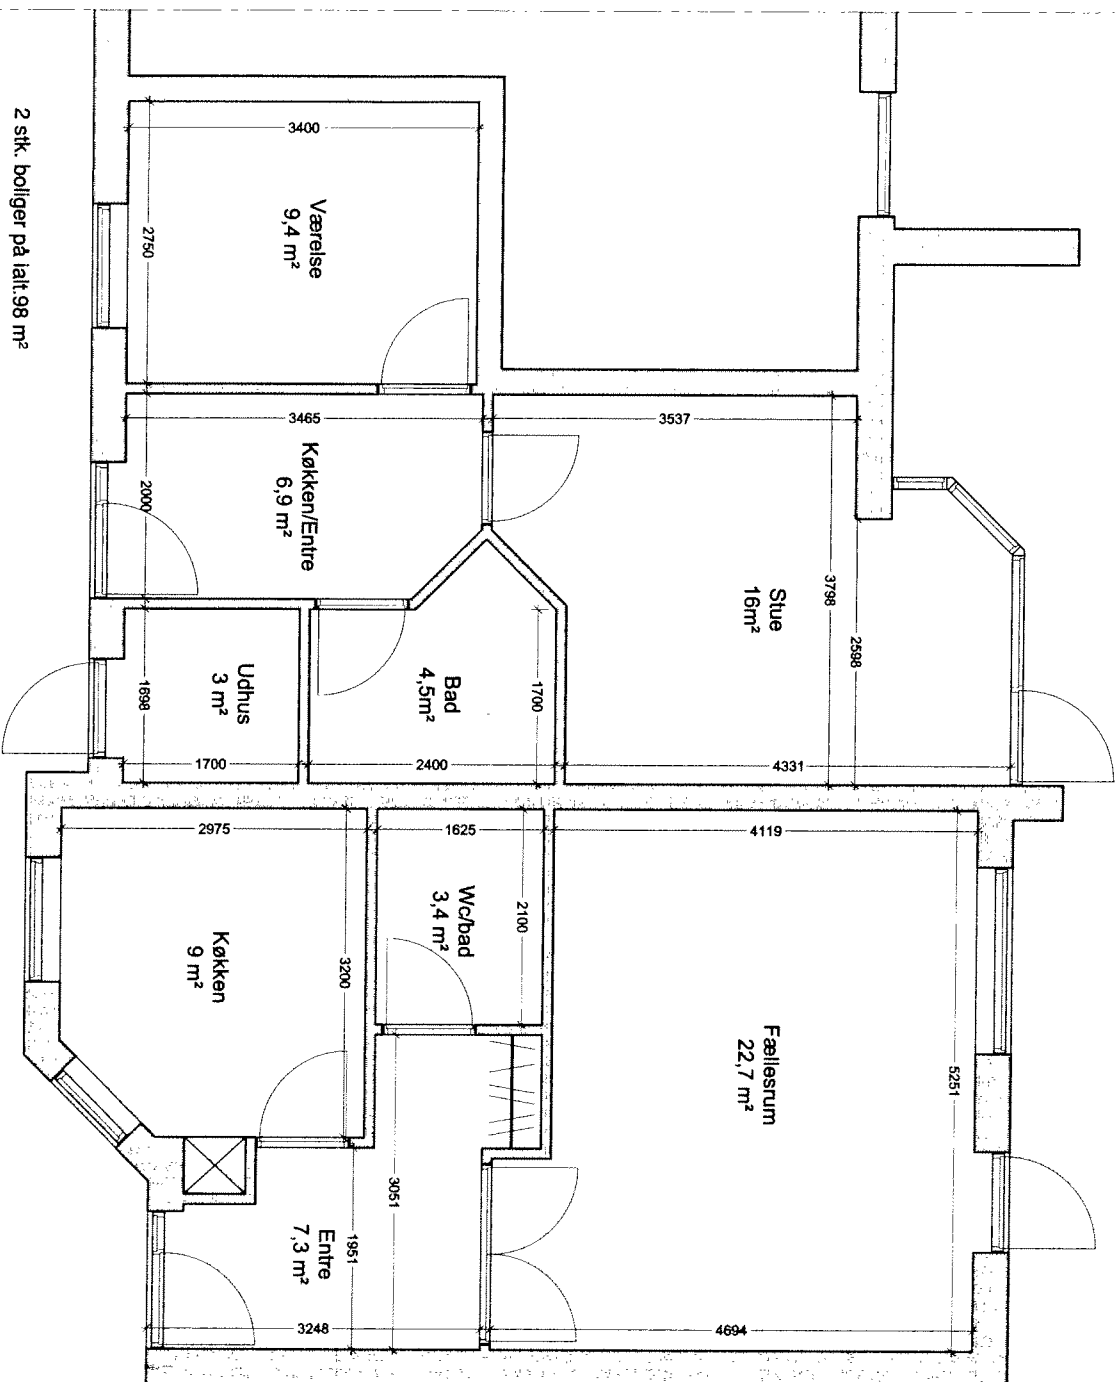 2 stk. boliger på ialt.98 m²
3400
2750
Værelse
9,4 m²
3465
2000
Køkken/Entre
6,9 m²
3537
3798
2598
4331
Stue
16m²
1698
1700
Udhus
3 m²
2400
1700
Bad
4,5m²
2975
3200
Køkken
9 m²
1625
2100
Wc/bad
3,4 m²
4119
5251
4694
Fællesrum
22,7 m²
3051
1951
3248
Entre
7,3 m²